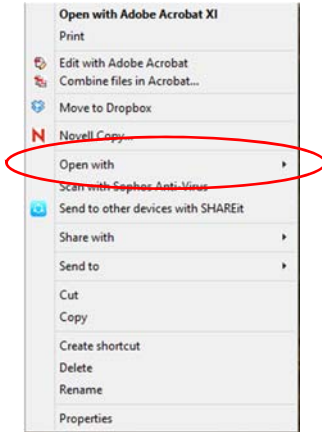 Open with Adobe Acrobat XI
Print
Edit with Adobe Acrobat
Combine files in Acrobat...
Move to Dropbox
Novell Copy...
Open with
Scan with Sophos Anti-Virus
Send to other devices with SHAREit
Share with
Send to
Cut
Copy
Create shortcut
Delete
Rename
Properties